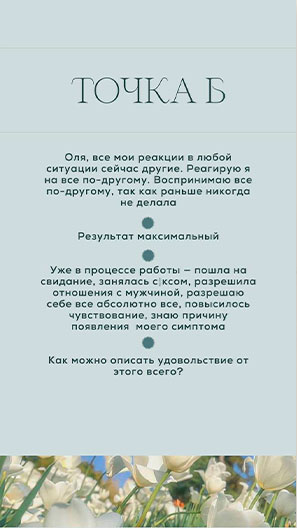 ТОЧКА Б
Оля, все мои реакции в любой
ситуации сейчас другие. Реагирую я
на все по-другому. Воспринимаю все
по-другому, так как раньше никогда
не делала
Результат максимальный
Уже в процессе работы — пошла на
свидание, занялась с|ксом, разрешила
отношения с мужчиной, разрешаю
себе все абсолютно все, повысилось
чувствование, знаю причину
появления моего симптома
Как можно описать удовольствие от
этого всего?